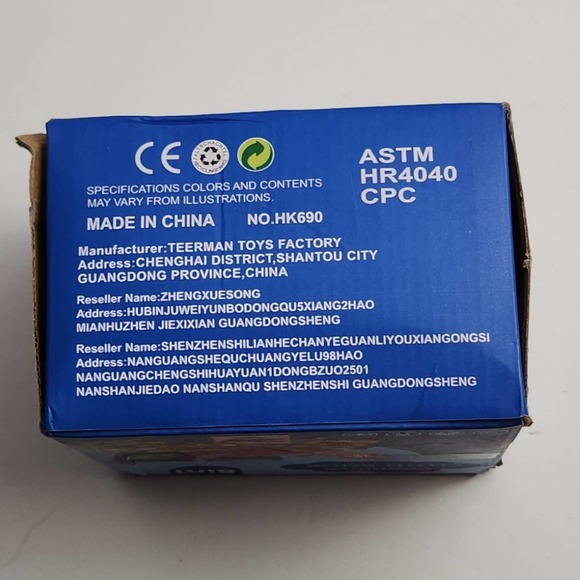 CE
ASTM
HR4040
CPC
SPECIFICATIONS COLORS AND CONTENTS
MAY VARY FROM ILLUSTRATIONS.
MADE IN CHINA NO.HK690
Manufacturer:TEERMAN TOYS FACTORY
Address:CHENGHAI DISTRICT,SHANTOU CITY
GUANGDONG PROVINCE,CHINA
Reseller Name:ZHENGXUESONG
Address:HUBINJUWEIYUNBODONGQU5XIANG2HAO
MIANHUZHEN JIEXIXIAN GUANGDONGSHENG
Reseller Name:SHENZHENSHILIANHECHANYEGUANLIYOUXIANGONGSI
Address:NANGUANGSHEQUCHUANGYELU98HAO
NANGUANGCHENGSHIHUAYUAN1DONGBZUO2501
NANSHANJIEDAO NANSHANQU SHENZHENSHI GUANGDONGSHENG